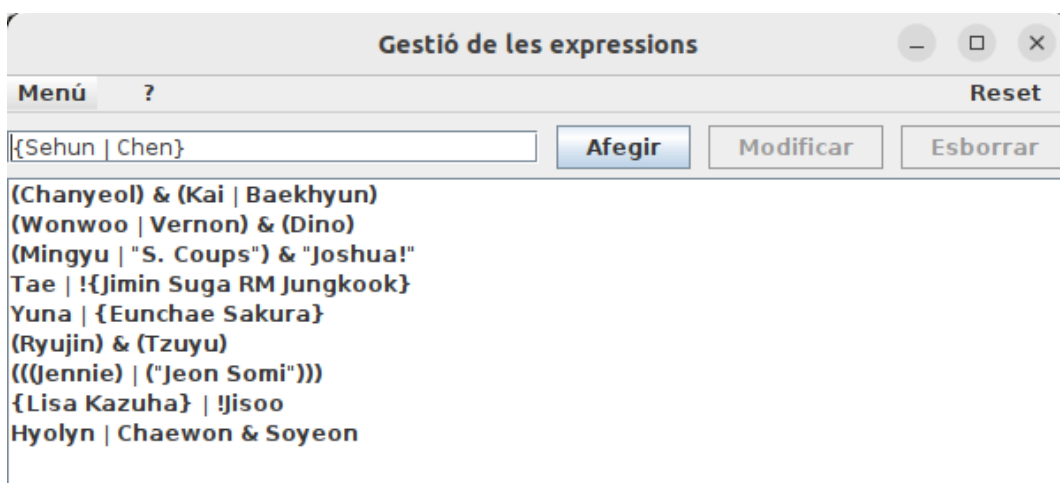 Gestió de les expressions
Menú ? Reset
{Sehun | Chen} Afegir Modificar Esborrar
(Chanyeol) & (Kai | Baekhyun)
(Wonwoo | Vernon) & (Dino)
(Mingyu | "S. Coups") & "Joshua!"
Tae | !{Jimin Suga RM Jungkook}
Yuna | {Eunchae Sakura}
(Ryujin) & (Tzuyu)
(((Jennie) | ("Jeon Somi")))
{Lisa Kazuha} | !Jisoo
Hyolyn | Chaewon & Soyeon